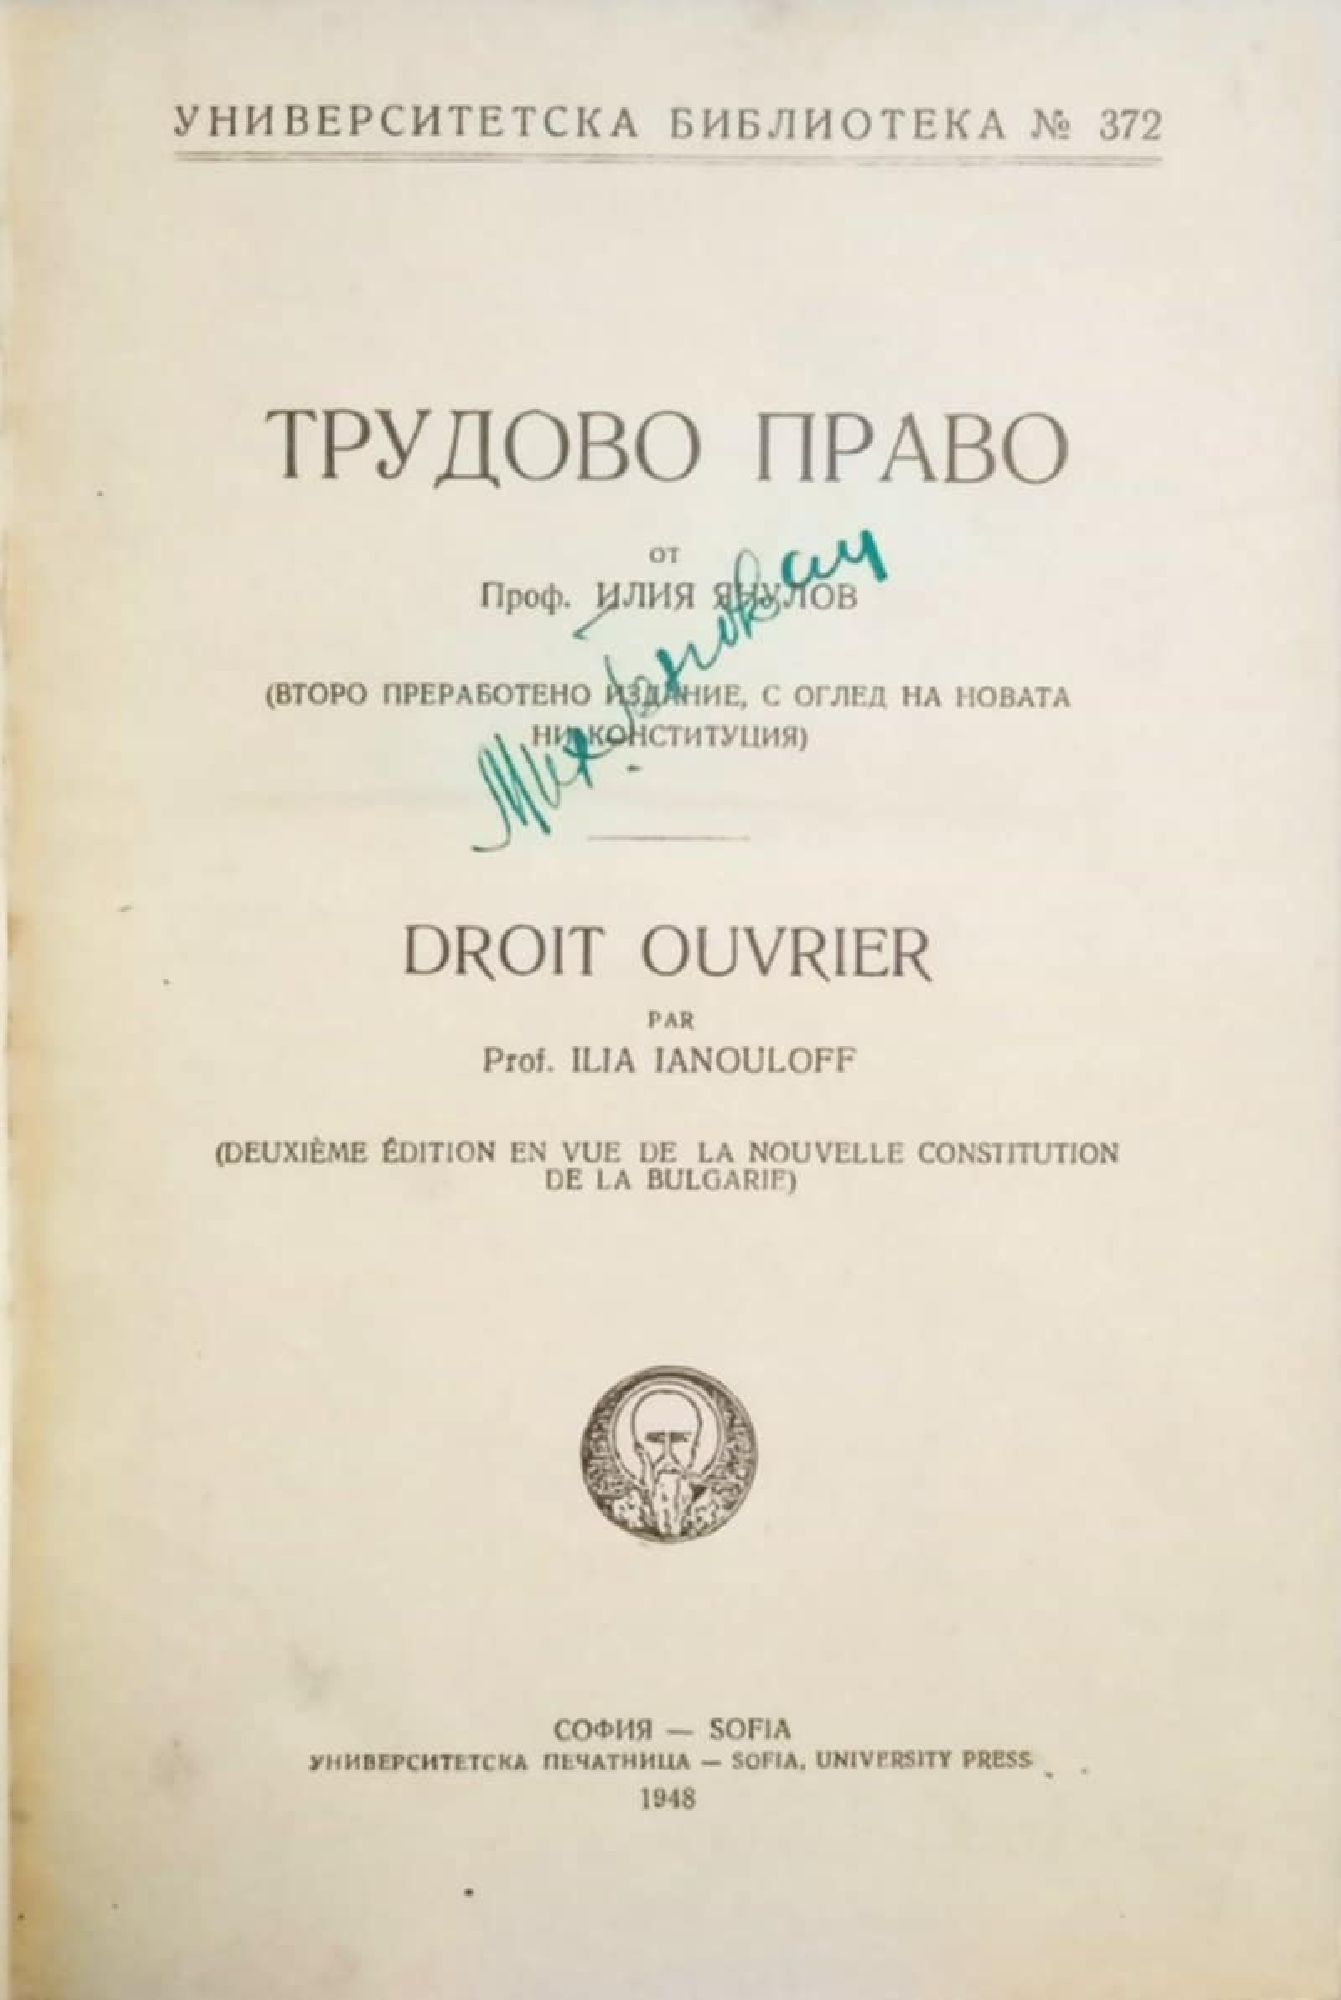 УНИВЕРСИТЕТСКА БИБЛИОТЕКА № 372
ТРУДОВО ПРАВО
от
Проф. ИЛИЯ ЯНУЛОВ
(ВТОРО ПРЕРАБОТЕНО ИЗДАНИЕ, С ОГЛЕД НА НОВАТА
НИ КОНСТИТУЦИЯ)
DROIT OUVRIER
PAR
Prof. ILIA IANOULOFF
(DEUXIÈME ÉDITION EN VUE DE LA NOUVELLE CONSTITUTION
DE LA BULGARIE)
СОФИЯ — SOFIA
УНИВЕРСИТЕТСКА ПЕЧАТНИЦА — SOFIA, UNIVERSITY PRESS
1948